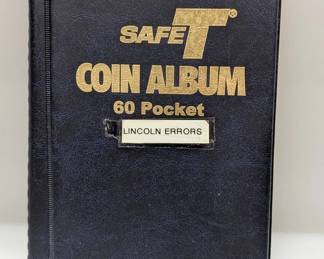 SAFE T®
COIN ALBUM
60 Pocket
LINCOLN ERRORS